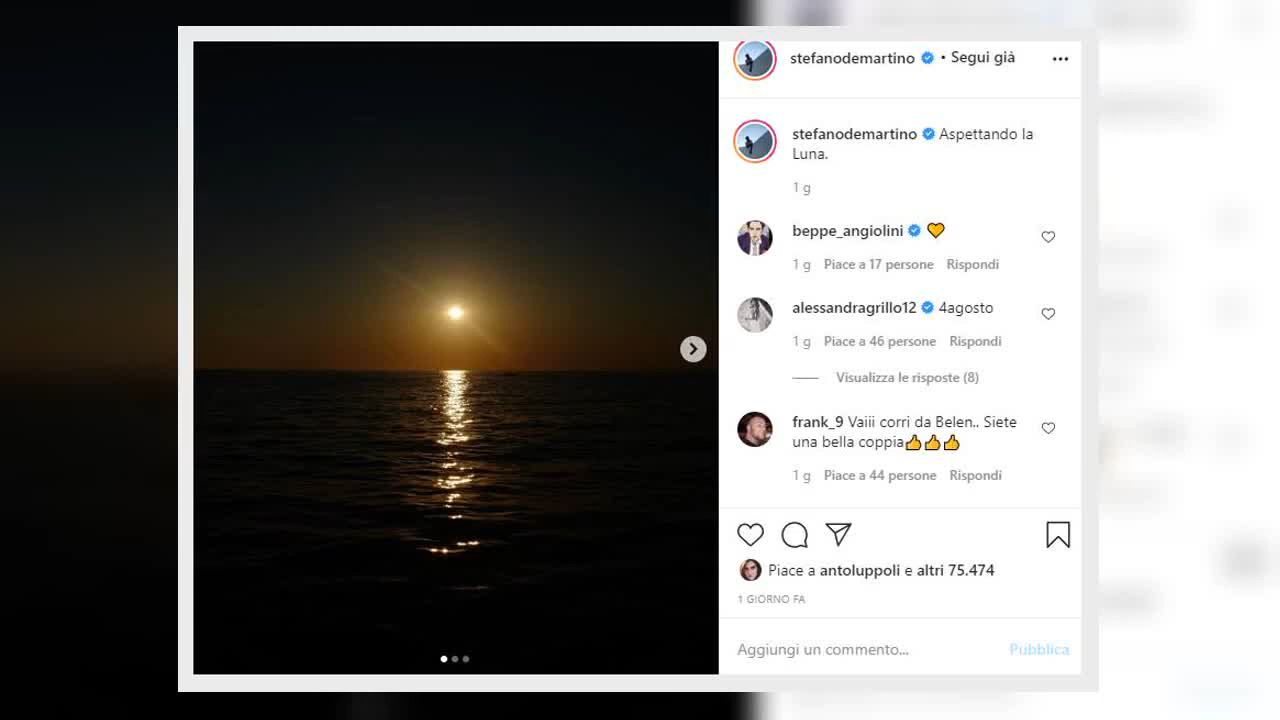 stefanodemartino • Segui già
stefanodemartino Aspettando la
Luna.
1 g
beppe_angiolini 🧡
1 g Piace a 17 persone Rispondi
alessandragrillo12 4agosto
1 g Piace a 46 persone Rispondi
Visualizza le risposte (8)
frank_9 Vaiii corri da Belen.. Siete
una bella coppia👍👍👍
1 g Piace a 44 persone Rispondi
Piace a antoluppoli e altri 75.474
1 GIORNO FA
Aggiungi un commento... Pubblica